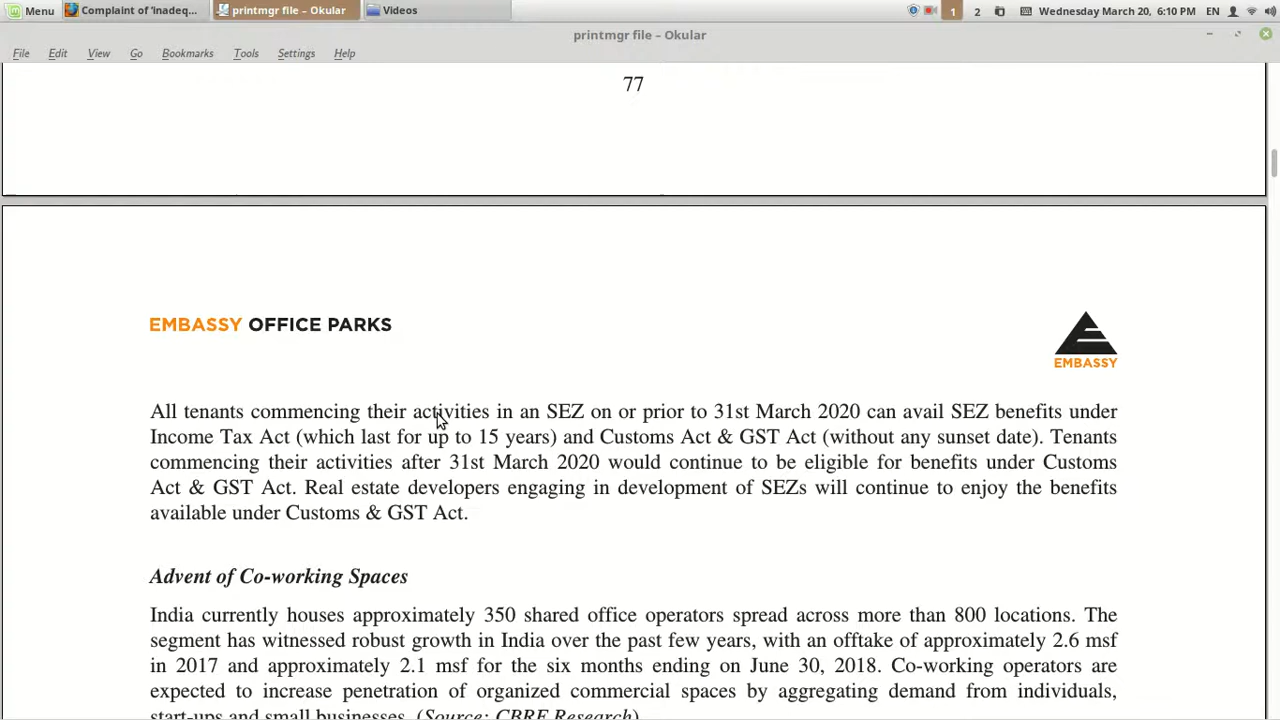 Menu
Complaint of 'inadeq...
printmgr file – Okular
Videos
1
2
Wednesday March 20, 6:10 PM
EN
printmgr file – Okular
File Edit View Go Bookmarks Tools Settings Help
77
EMBASSY OFFICE PARKS
EMBASSY
All tenants commencing their activities in an SEZ on or prior to 31st March 2020 can avail SEZ benefits under
Income Tax Act (which last for up to 15 years) and Customs Act & GST Act (without any sunset date). Tenants
commencing their activities after 31st March 2020 would continue to be eligible for benefits under Customs
Act & GST Act. Real estate developers engaging in development of SEZs will continue to enjoy the benefits
available under Customs & GST Act.
Advent of Co-working Spaces
India currently houses approximately 350 shared office operators spread across more than 800 locations. The
segment has witnessed robust growth in India over the past few years, with an offtake of approximately 2.6 msf
in 2017 and approximately 2.1 msf for the six months ending on June 30, 2018. Co-working operators are
expected to increase penetration of organized commercial spaces by aggregating demand from individuals,
start-ups and small businesses. (Source: CBRE Research)